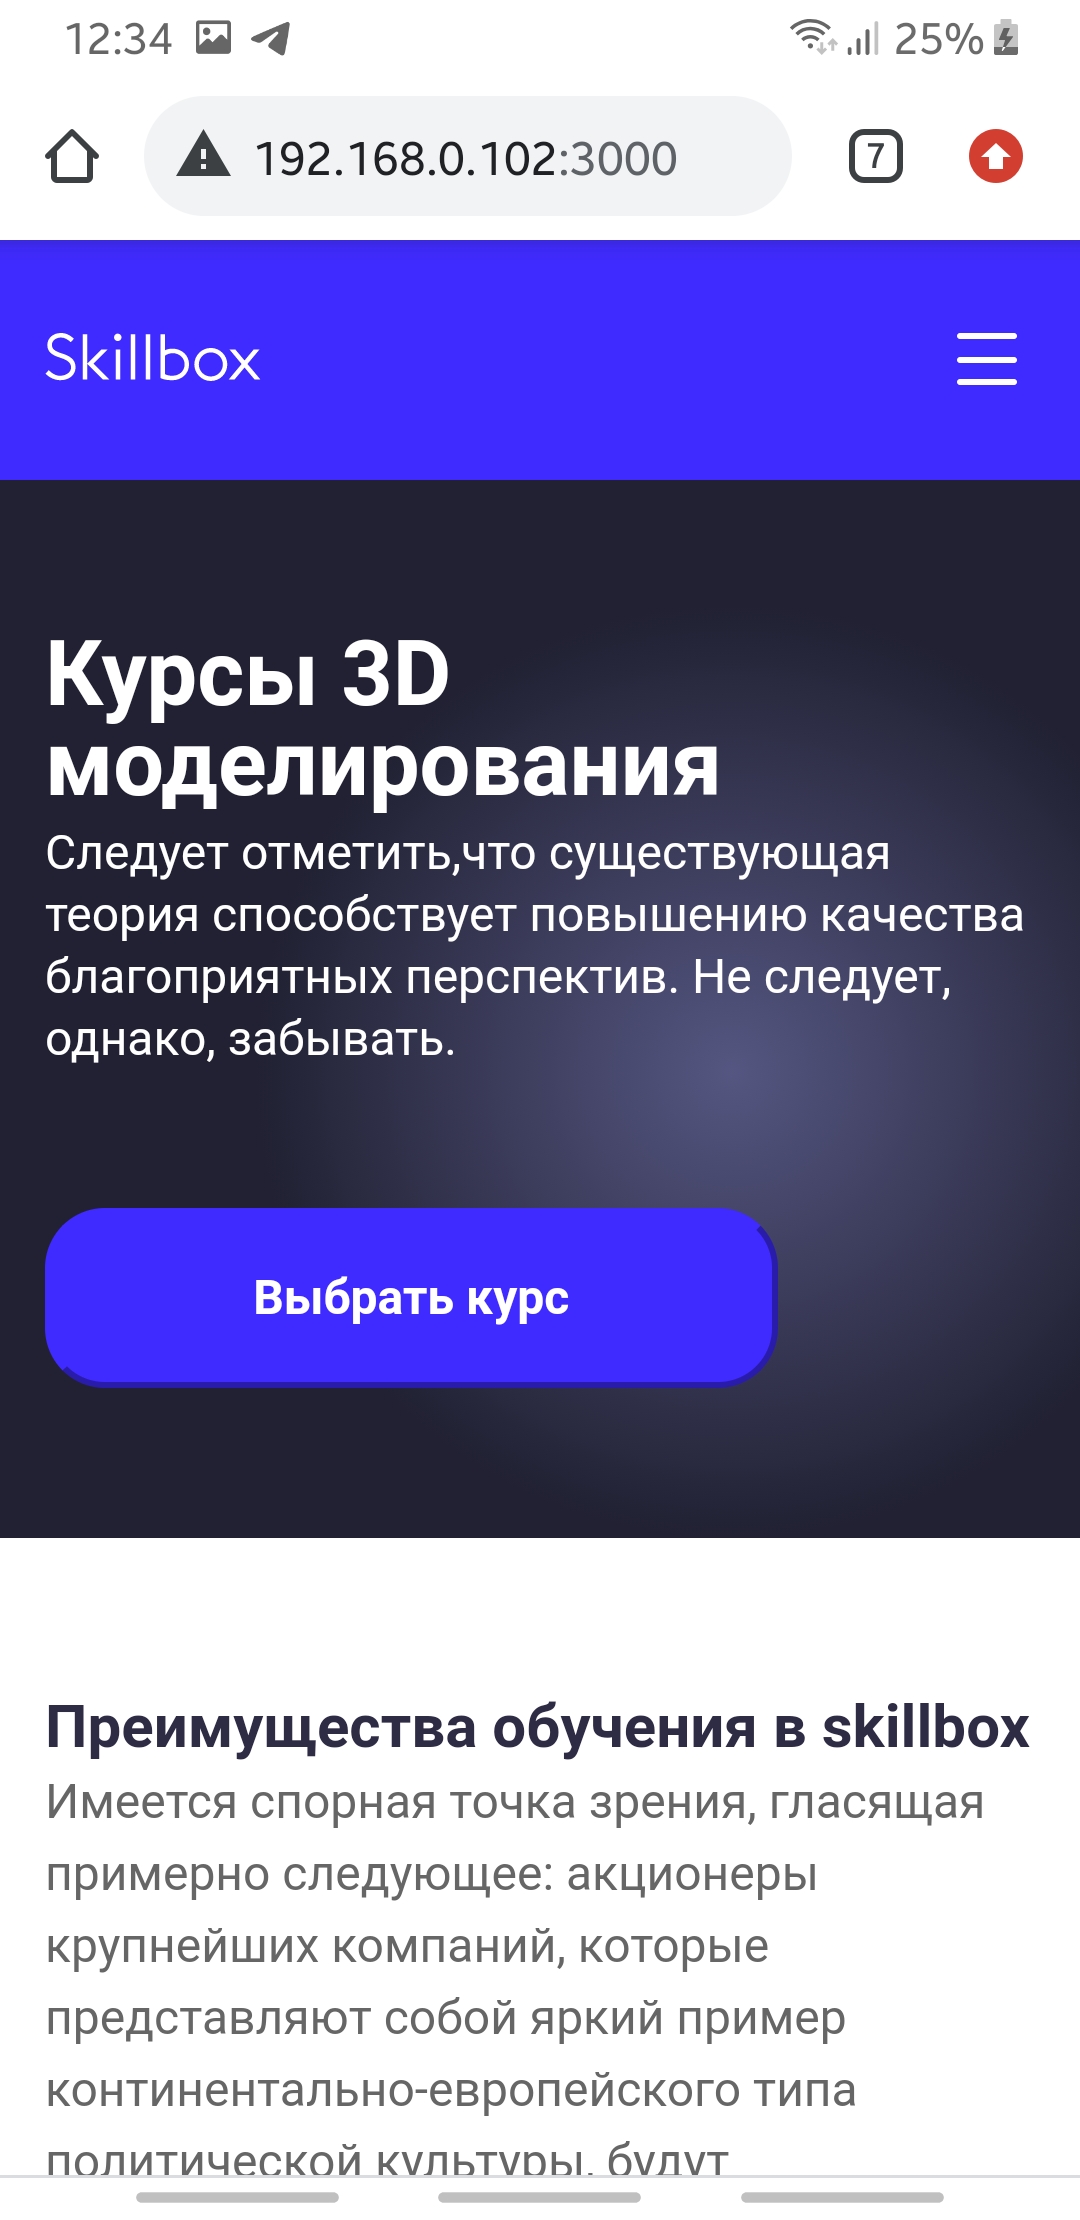 12:34
25%
192.168.0.102:3000
7
Skillbox
Курсы 3D
моделирования
Следует отметить,что существующая
теория способствует повышению качества
благоприятных перспектив. Не следует,
однако, забывать.
Выбрать курс
Преимущества обучения в skillbox
Имеется спорная точка зрения, гласящая
примерно следующее: акционеры
крупнейших компаний, которые
представляют собой яркий пример
континентально-европейского типа
политической культуры, будут